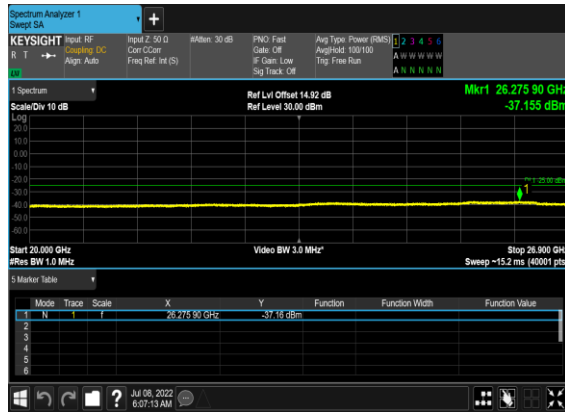 Spectrum Analyzer 1
Swept SA
KEYSIGHT Input: RF Input Z: 50 Ω #Atten: 30 dB PNO: Fast Avg Type: Power (RMS) 1 2 3 4 5 6
R T Coupling: DC Corr CCorr Gate: Off Avg|Hold: 100/100 A W W W W W
Align: Auto Freq Ref: Int (S) IF Gain: Low Trig: Free Run
Sig Track: Off A N N N N N
LU
1 Spectrum Ref Lvl Offset 14.92 dB Mkr1 26.275 90 GHz
Scale/Div 10 dB Ref Level 30.00 dBm -37.155 dBm
Log
20.0
10.0
0.00
-10.0
-20.0
-25.00 dBm
-30.0
1
-40.0
-50.0
-60.0
Start 20.000 GHz Video BW 3.0 MHz* Stop 26.900 GHz
#Res BW 1.0 MHz Sweep ~15.2 ms (40001 pts)
5 Marker Table
Mode Trace Scale X Y Function Function Width Function Value
1 N 1 f 26.275 90 GHz -37.16 dBm
2
3
4
5
6
? Jul 08, 2022
6:07:13 AM